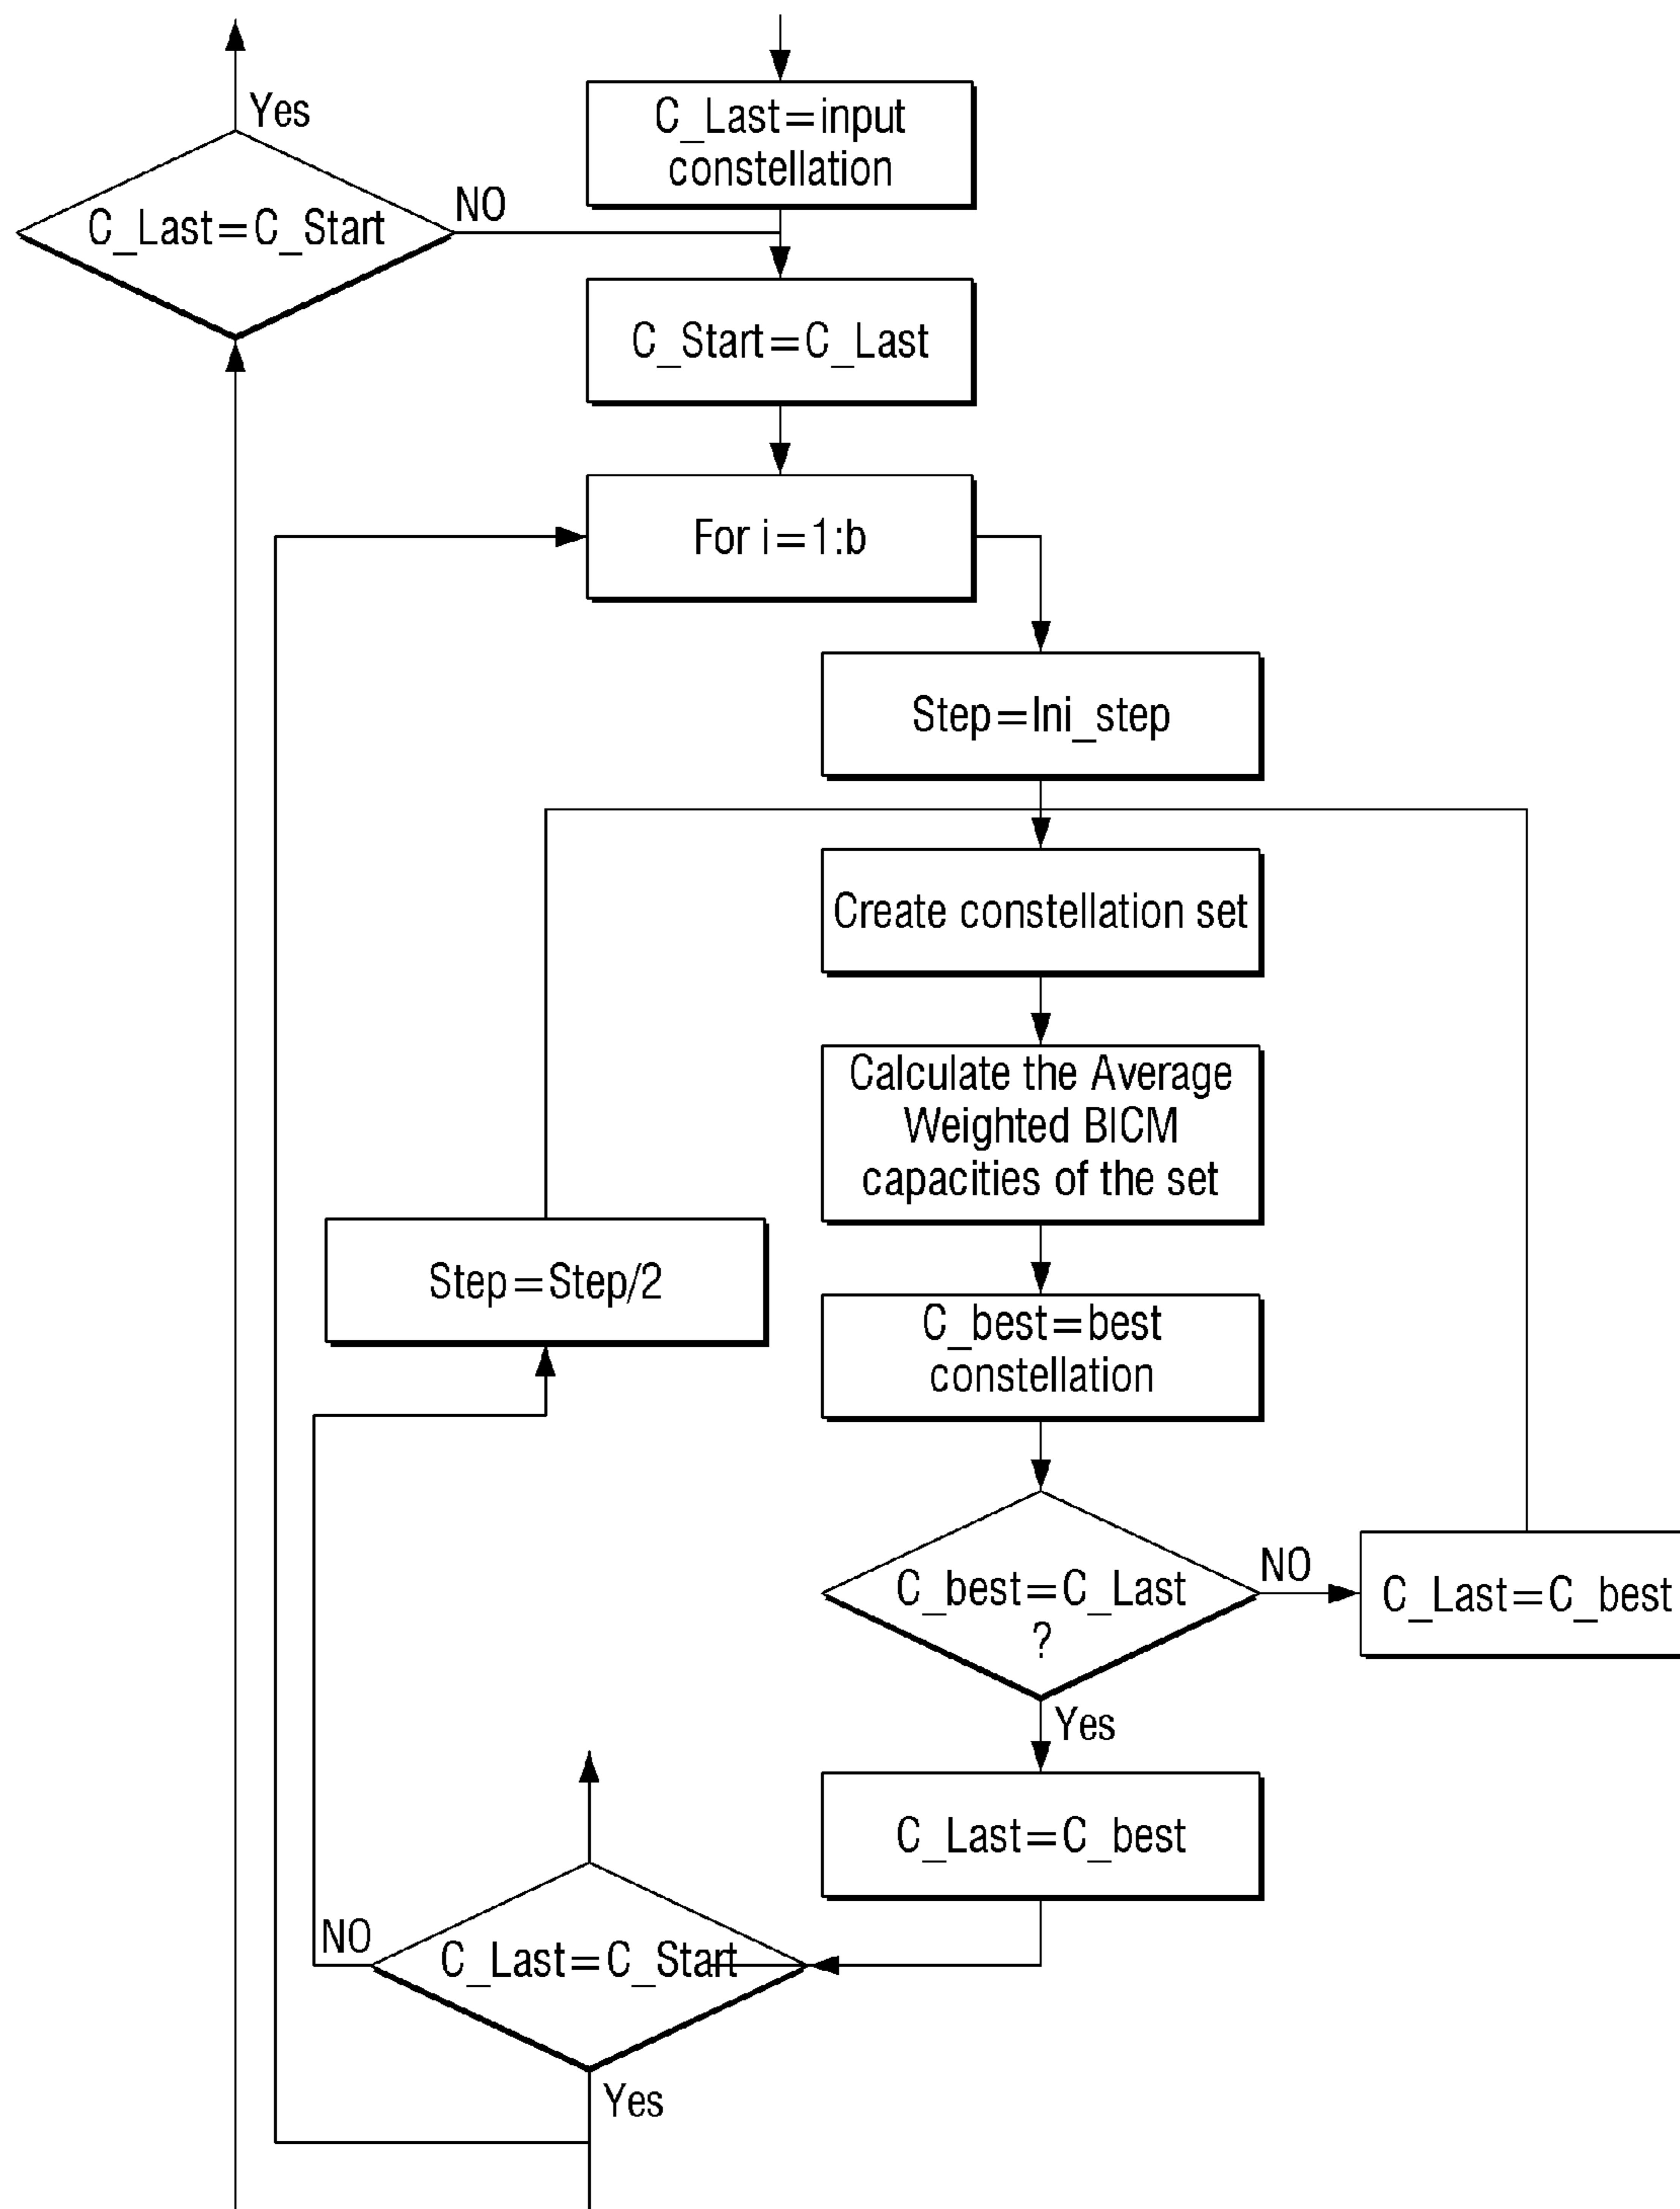 Yes
C_Last=input
constellation
C_Last=C_Start
NO
C_Start=C_Last
For i=1:b
Step=Ini_step
Create constellation set
Calculate the Average
Weighted BICM
capacities of the set
Step=Step/2
C_best=best
constellation
C_best=C_Last
?
NO
C_Last=C_best
Yes
C_Last=C_best
NO
C_Last=C_Start
Yes